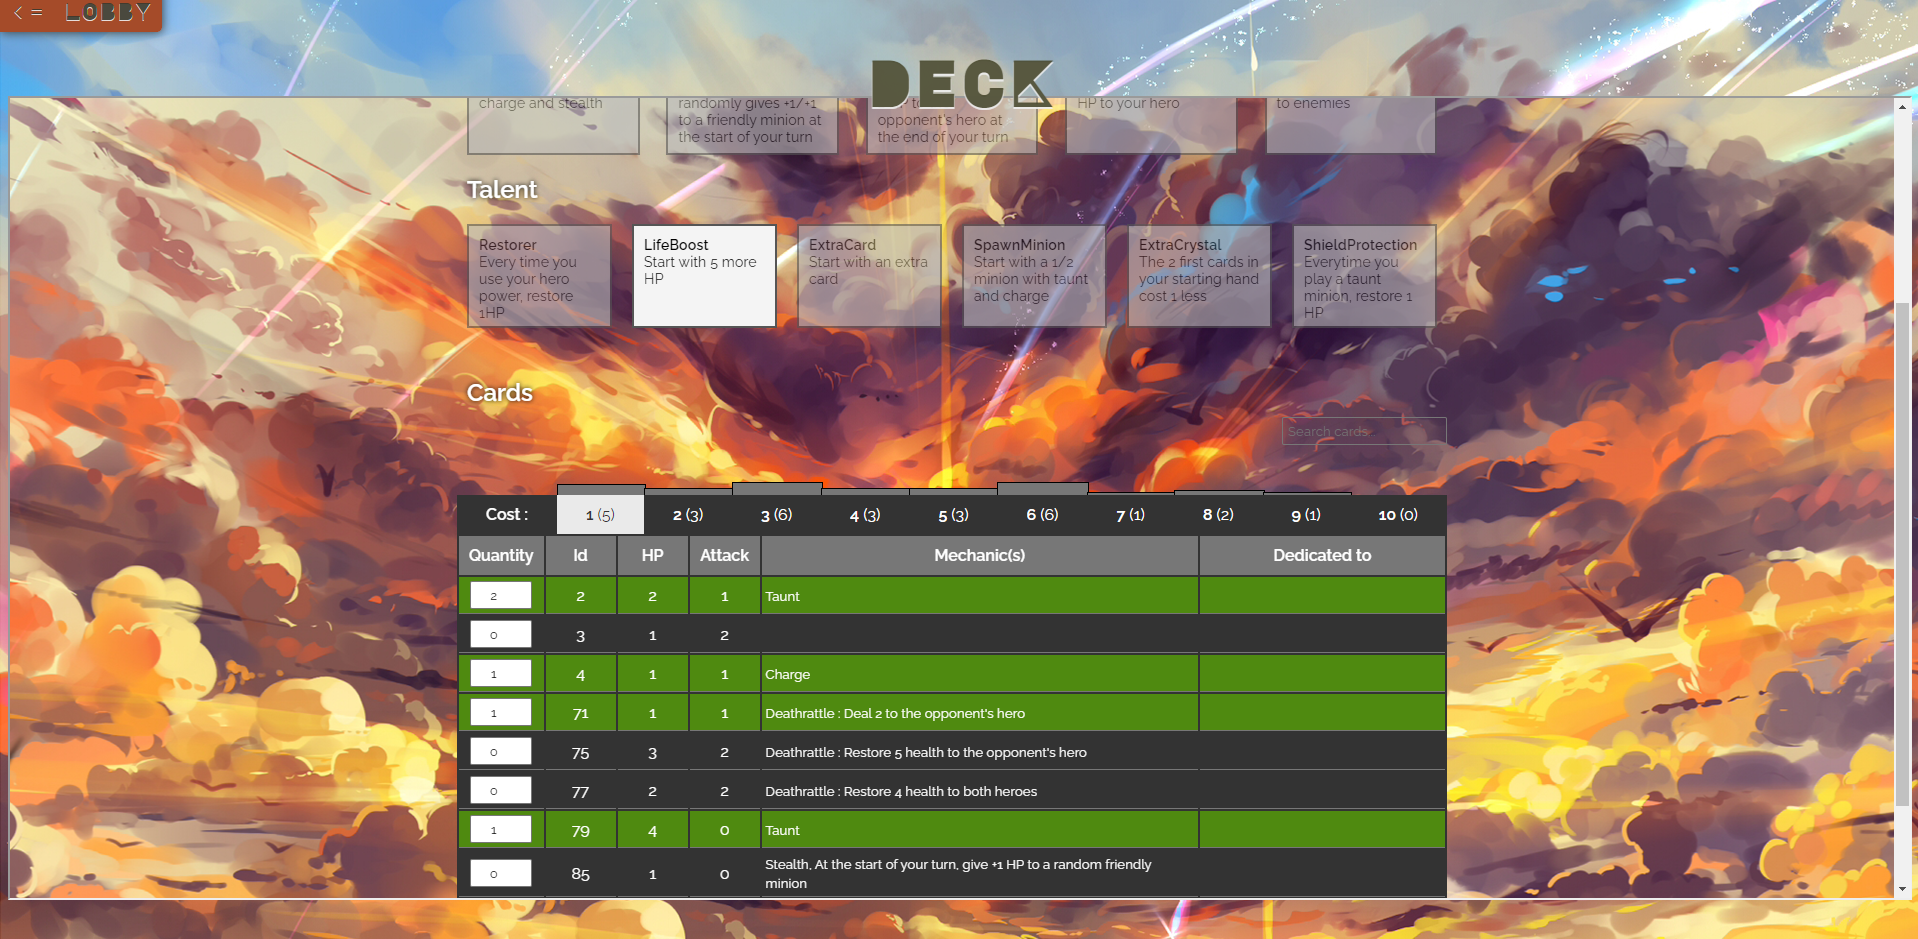 < = LOBBY
DECK
charge and stealth
randomly gives +1/+1
to a friendly minion at
the start of your turn
opponent's hero at
the end of your turn
HP to your hero
to enemies
Talent
Restorer
Every time you
use your hero
power, restore
1HP
LifeBoost
Start with 5 more
HP
ExtraCard
Start with an extra
card
SpawnMinion
Start with a 1/2
minion with taunt
and charge
ExtraCrystal
The 2 first cards in
your starting hand
cost 1 less
ShieldProtection
Everytime you
play a taunt
minion, restore 1
HP
Cards
Search cards...
Cost : 1 (5) 2 (3) 3 (6) 4 (3) 5 (3) 6 (6) 7 (1) 8 (2) 9 (1) 10 (0)
Quantity Id HP Attack Mechanic(s) Dedicated to
2 2 2 1 Taunt
0 3 1 2
1 4 1 1 Charge
1 71 1 1 Deathrattle : Deal 2 to the opponent's hero
0 75 3 2 Deathrattle : Restore 5 health to the opponent's hero
0 77 2 2 Deathrattle : Restore 4 health to both heroes
1 79 4 0 Taunt
0 85 1 0 Stealth, At the start of your turn, give +1 HP to a random friendly
minion